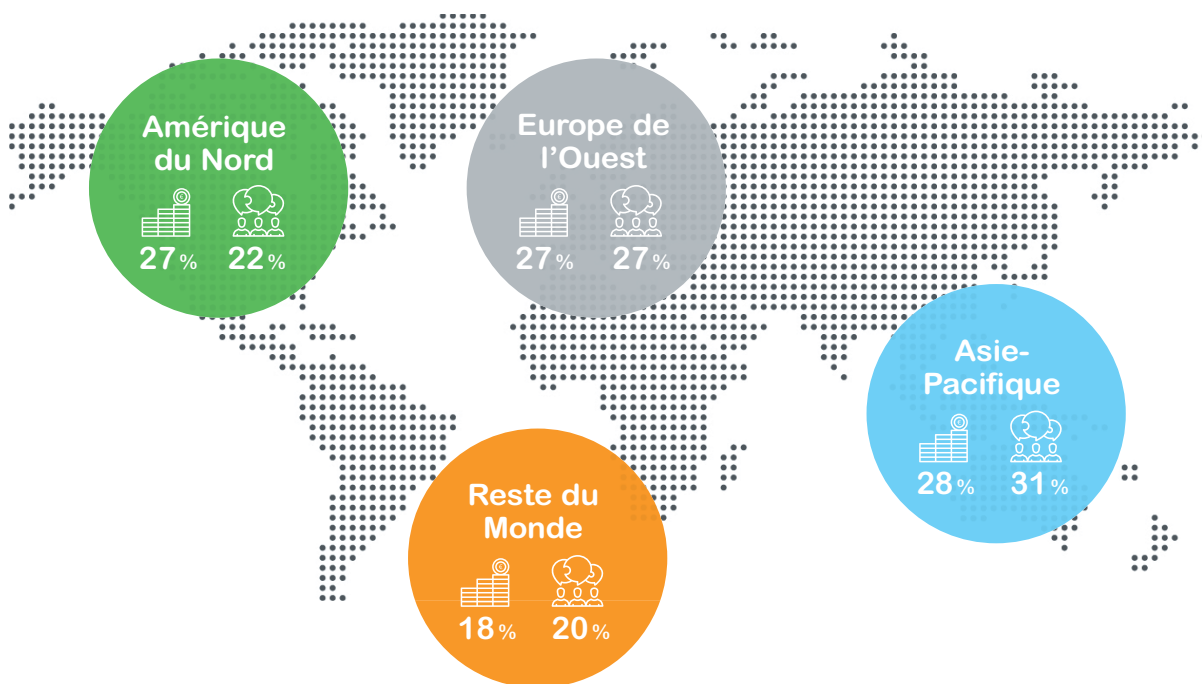 Amérique
du Nord
27 % 22 %
Europe de
l’Ouest
27 % 27 %
Asie-
Pacifique
28 % 31 %
Reste du
Monde
18 % 20 %